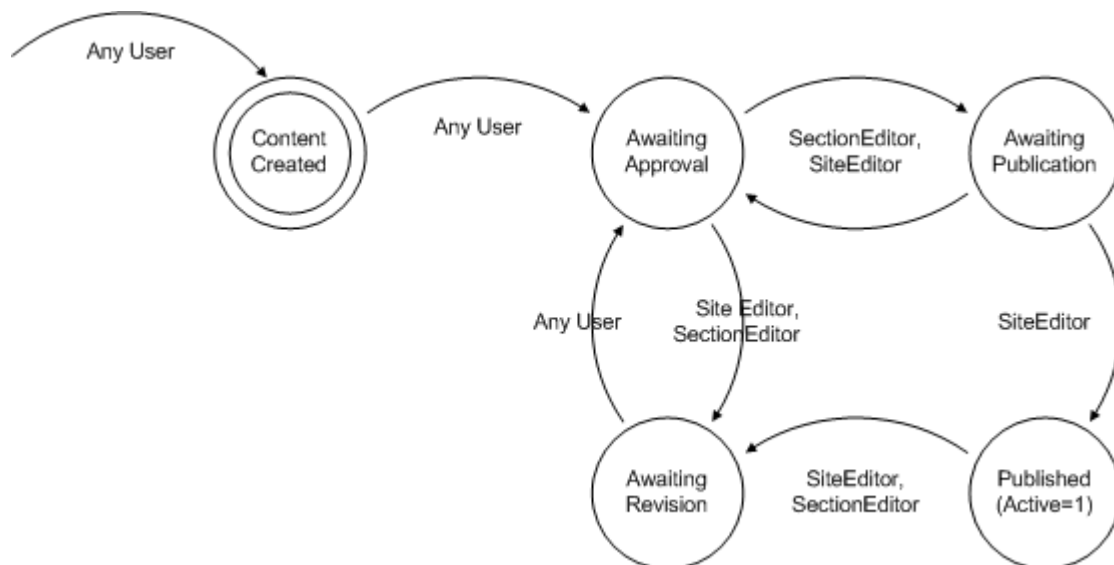 Any User
Content
Created
Any User
Awaiting
Approval
SectionEditor,
SiteEditor
Awaiting
Publication
Any User
Site Editor,
SectionEditor
SiteEditor
Awaiting
Revision
SiteEditor,
SectionEditor
Published
(Active=1)